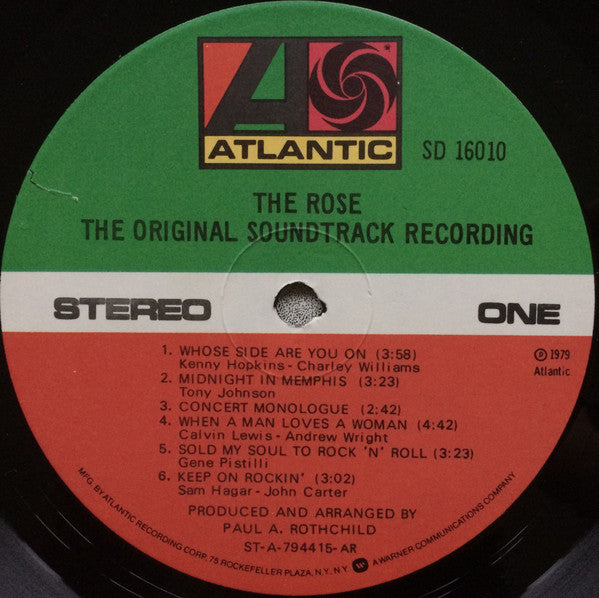 ATLANTIC
SD 16010
THE ROSE
THE ORIGINAL SOUNDTRACK RECORDING
STEREO
ONE
1. WHOSE SIDE ARE YOU ON (3:58)
Kenny Hopkins - Charley Williams
2. MIDNIGHT IN MEMPHIS (3:23)
Tony Johnson
3. CONCERT MONOLOGUE (2:42)
4. WHEN A MAN LOVES A WOMAN (4:42)
Calvin Lewis - Andrew Wright
5. SOLD MY SOUL TO ROCK 'N' ROLL (3:23)
Gene Pistilli
6. KEEP ON ROCKIN' (3:02)
Sam Hagar - John Carter
℗ 1979
Atlantic
PRODUCED AND ARRANGED BY
PAUL A. ROTHCHILD
ST-A-794415-AR
MFG. BY ATLANTIC RECORDING CORP., 75 ROCKEFELLER PLAZA, N.Y., N.Y. A WARNER COMMUNICATIONS COMPANY